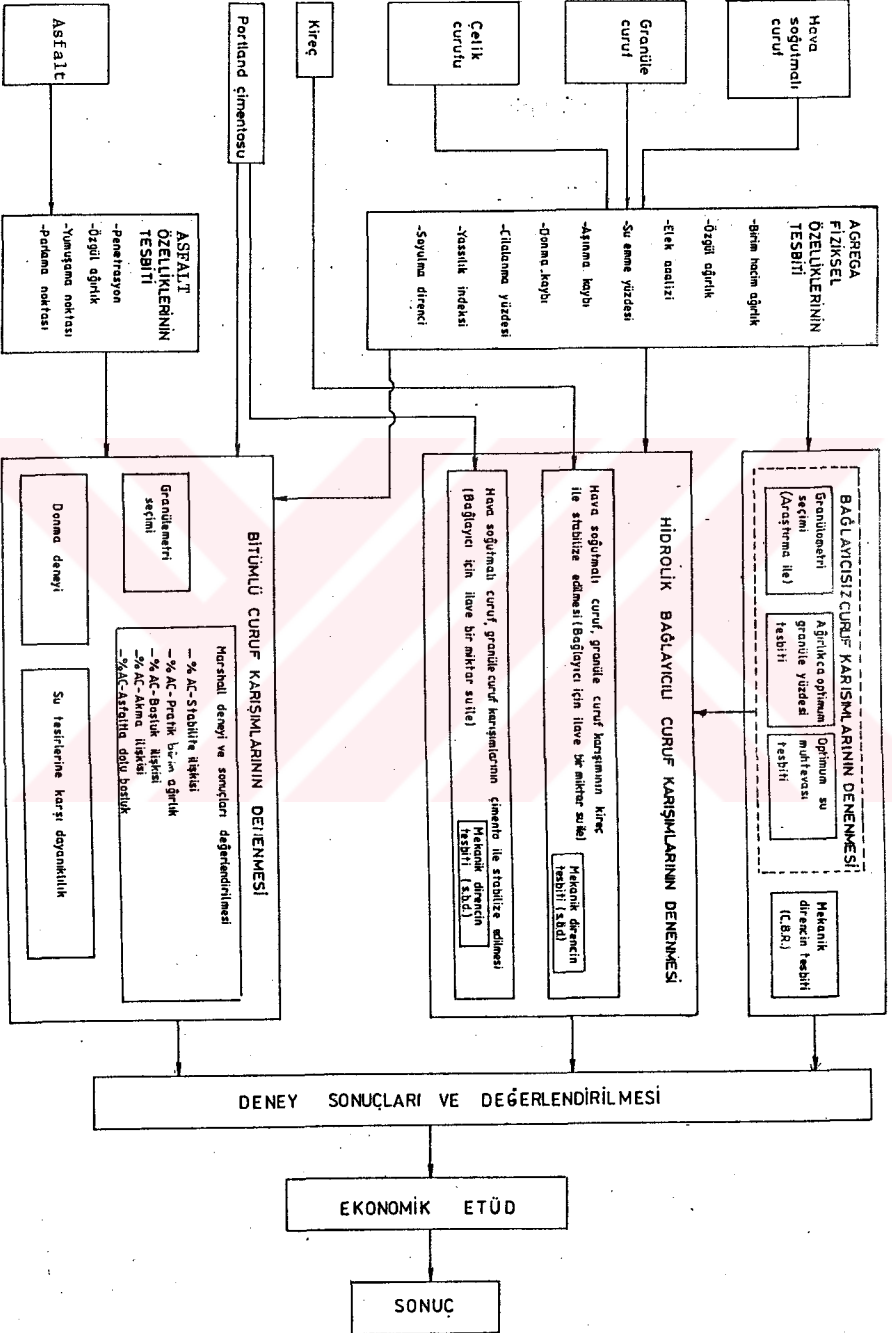 Hava
soğutmalı
curuf
Granüle
curuf
Çelik
curufu
Kireç
Portland çimentosu
Asfalt
AGREGA
FİZİKSEL
ÖZELLİKLERİNİN
TESBİTİ
-Birim hacim ağırlık
-Özgül ağırlık
-Elek analizi
-Su emme yüzdesi
-Aşınma kaybı
-Donma kaybı
-Cilalanma yüzdesi
-Yassılık indeksi
-Soyulma direnci
ASFALT
ÖZELLİKLERİNİN
TESBİTİ
-Penetrasyon
-Özgül ağırlık
-Yumuşama noktası
-Parlama noktası
BAĞLAYICISIZ CURUF KARIŞIMLARININ DENENMESİ
Granülometri
seçimi
(Araştırma ile)
Ağırlıkca optimum
granüle yüzdesi
tesbiti
Optimum su
muhtevası
tesbiti
Mekanik
direncin tesbiti
(C.B.R.)
HİDROLİK BAĞLAYICILI CURUF KARIŞIMLARININ DENENMESİ
Hava soğutmalı curuf, granüle curuf karışımının kireç
ile stabilize edilmesi (Bağlayıcı için ilave bir miktar su ile)
Mekanik direncin
tesbiti (s.b.d)
Hava soğutmalı curuf, granüle curuf karışımlarının çimento ile stabilize edilmesi
(Bağlayıcı için ilave bir miktar su ile)
Mekanik direncin
tesbiti (s.b.d.)
BİTÜMLÜ CURUF KARIŞIMLARININ DENENMESİ
Granülemetri
seçimi
Marshall deneyi ve sonuçları değerlendirilmesi
-% AC-Stabilite ilişkisi
-% AC-Pratik birim ağırlık
-% AC-Boşluk ilişkisi
-% AC-Akma ilişkisi
-% AC-Asfaltla dolu boşluk
Donma deneyi
Su tesirlerine karşı dayanıklılık
DENEY SONUÇLARI VE DEĞERLENDİRİLMESİ
EKONOMİK ETÜD
SONUÇ